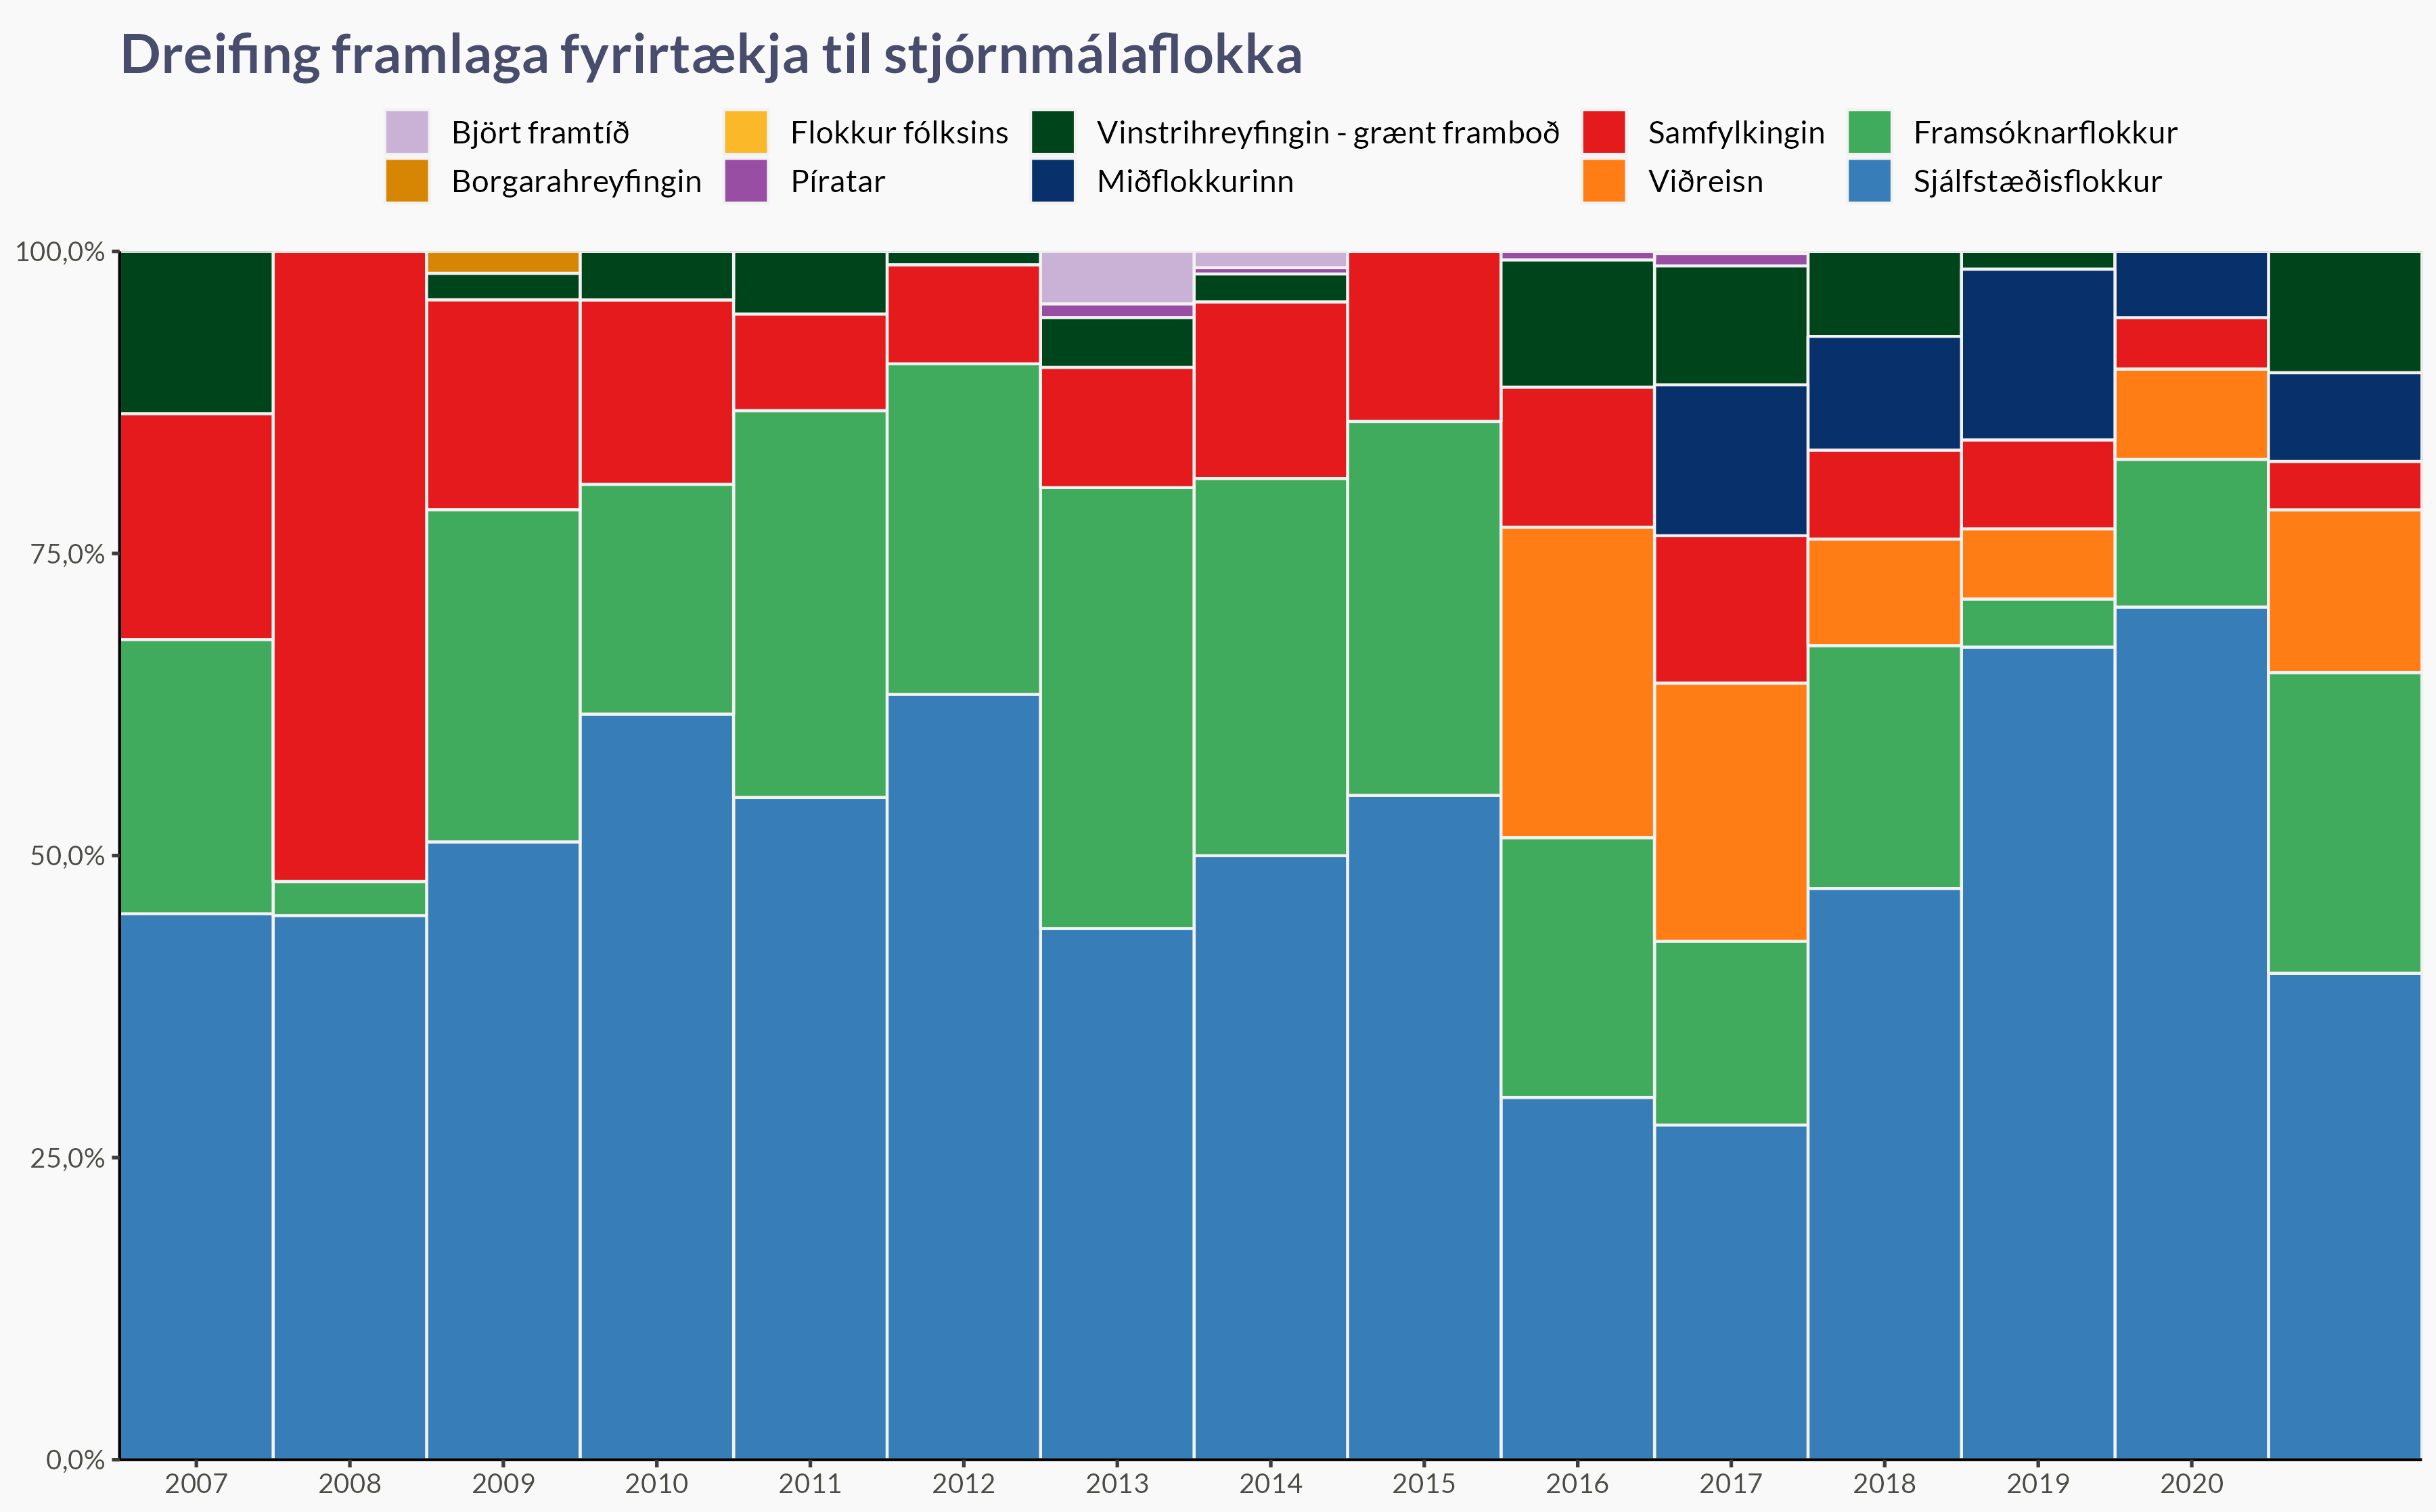 Dreifing framlaga fyrirtækja til stjórnmálaflokka
Björt framtíð Flokkur fólksins Vinstrihreyfingin - grænt framboð Samfylkingin Framsóknarflokkur
Borgarahreyfingin Píratar Miðflokkurinn Viðreisn Sjálfstæðisflokkur
100,0%
75,0%
50,0%
25,0%
0,0%
2007 2008 2009 2010 2011 2012 2013 2014 2015 2016 2017 2018 2019 2020